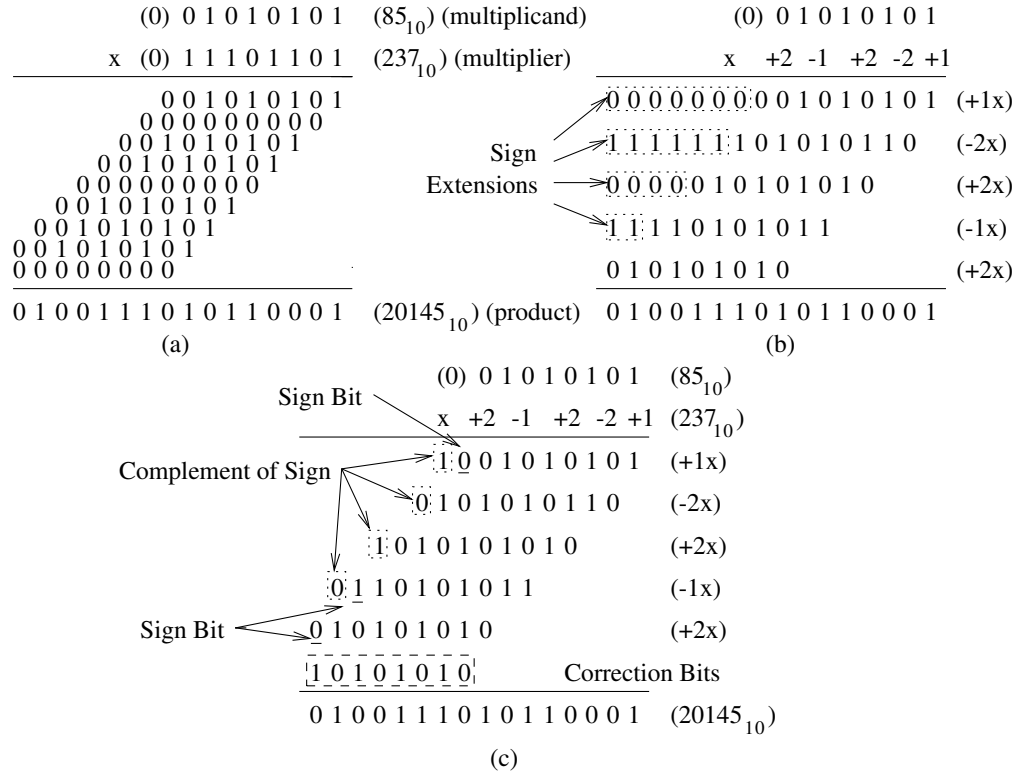 (0) 0 1 0 1 0 1 0 1 (85₁₀) (multiplicand)
x (0) 1 1 1 0 1 1 0 1 (237₁₀) (multiplier)
0 0 1 0 1 0 1 0 1
0 0 0 0 0 0 0 0 0
0 0 1 0 1 0 1 0 1
0 0 1 0 1 0 1 0 1
0 0 0 0 0 0 0 0 0
0 0 1 0 1 0 1 0 1
0 0 1 0 1 0 1 0 1
0 0 1 0 1 0 1 0 1
0 0 0 0 0 0 0 0
0 1 0 0 1 1 1 0 1 0 1 1 0 0 0 1 (20145₁₀) (product)
(a)
(0) 0 1 0 1 0 1 0 1
x +2 -1 +2 -2 +1
0 0 0 0 0 0 0 0 0 1 0 1 0 1 0 1 (+1x)
1 1 1 1 1 1 1 0 1 0 1 0 1 1 0 (-2x)
Sign
Extensions
0 0 0 0 0 1 0 1 0 1 0 1 0 (+2x)
1 1 1 1 0 1 0 1 0 1 1 (-1x)
0 1 0 1 0 1 0 1 0 (+2x)
0 1 0 0 1 1 1 0 1 0 1 1 0 0 0 1
(b)
(0) 0 1 0 1 0 1 0 1 (85₁₀)
Sign Bit
x +2 -1 +2 -2 +1 (237₁₀)
Complement of Sign
1 0 0 1 0 1 0 1 0 1 (+1x)
0 1 0 1 0 1 0 1 1 0 (-2x)
1 0 1 0 1 0 1 0 1 0 (+2x)
0 1 1 0 1 0 1 0 1 1 (-1x)
Sign Bit
0 1 0 1 0 1 0 1 0 (+2x)
1 0 1 0 1 0 1 0 Correction Bits
0 1 0 0 1 1 1 0 1 0 1 1 0 0 0 1 (20145₁₀)
(c)